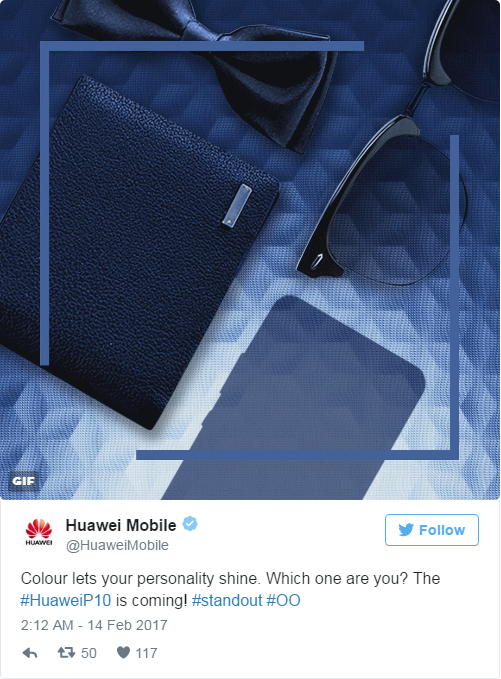 GIF
Huawei Mobile
@HuaweiMobile
Follow
HUAWEI
Colour lets your personality shine. Which one are you? The
#HuaweiP10 is coming! #standout #OO
2:12 AM - 14 Feb 2017
50 117